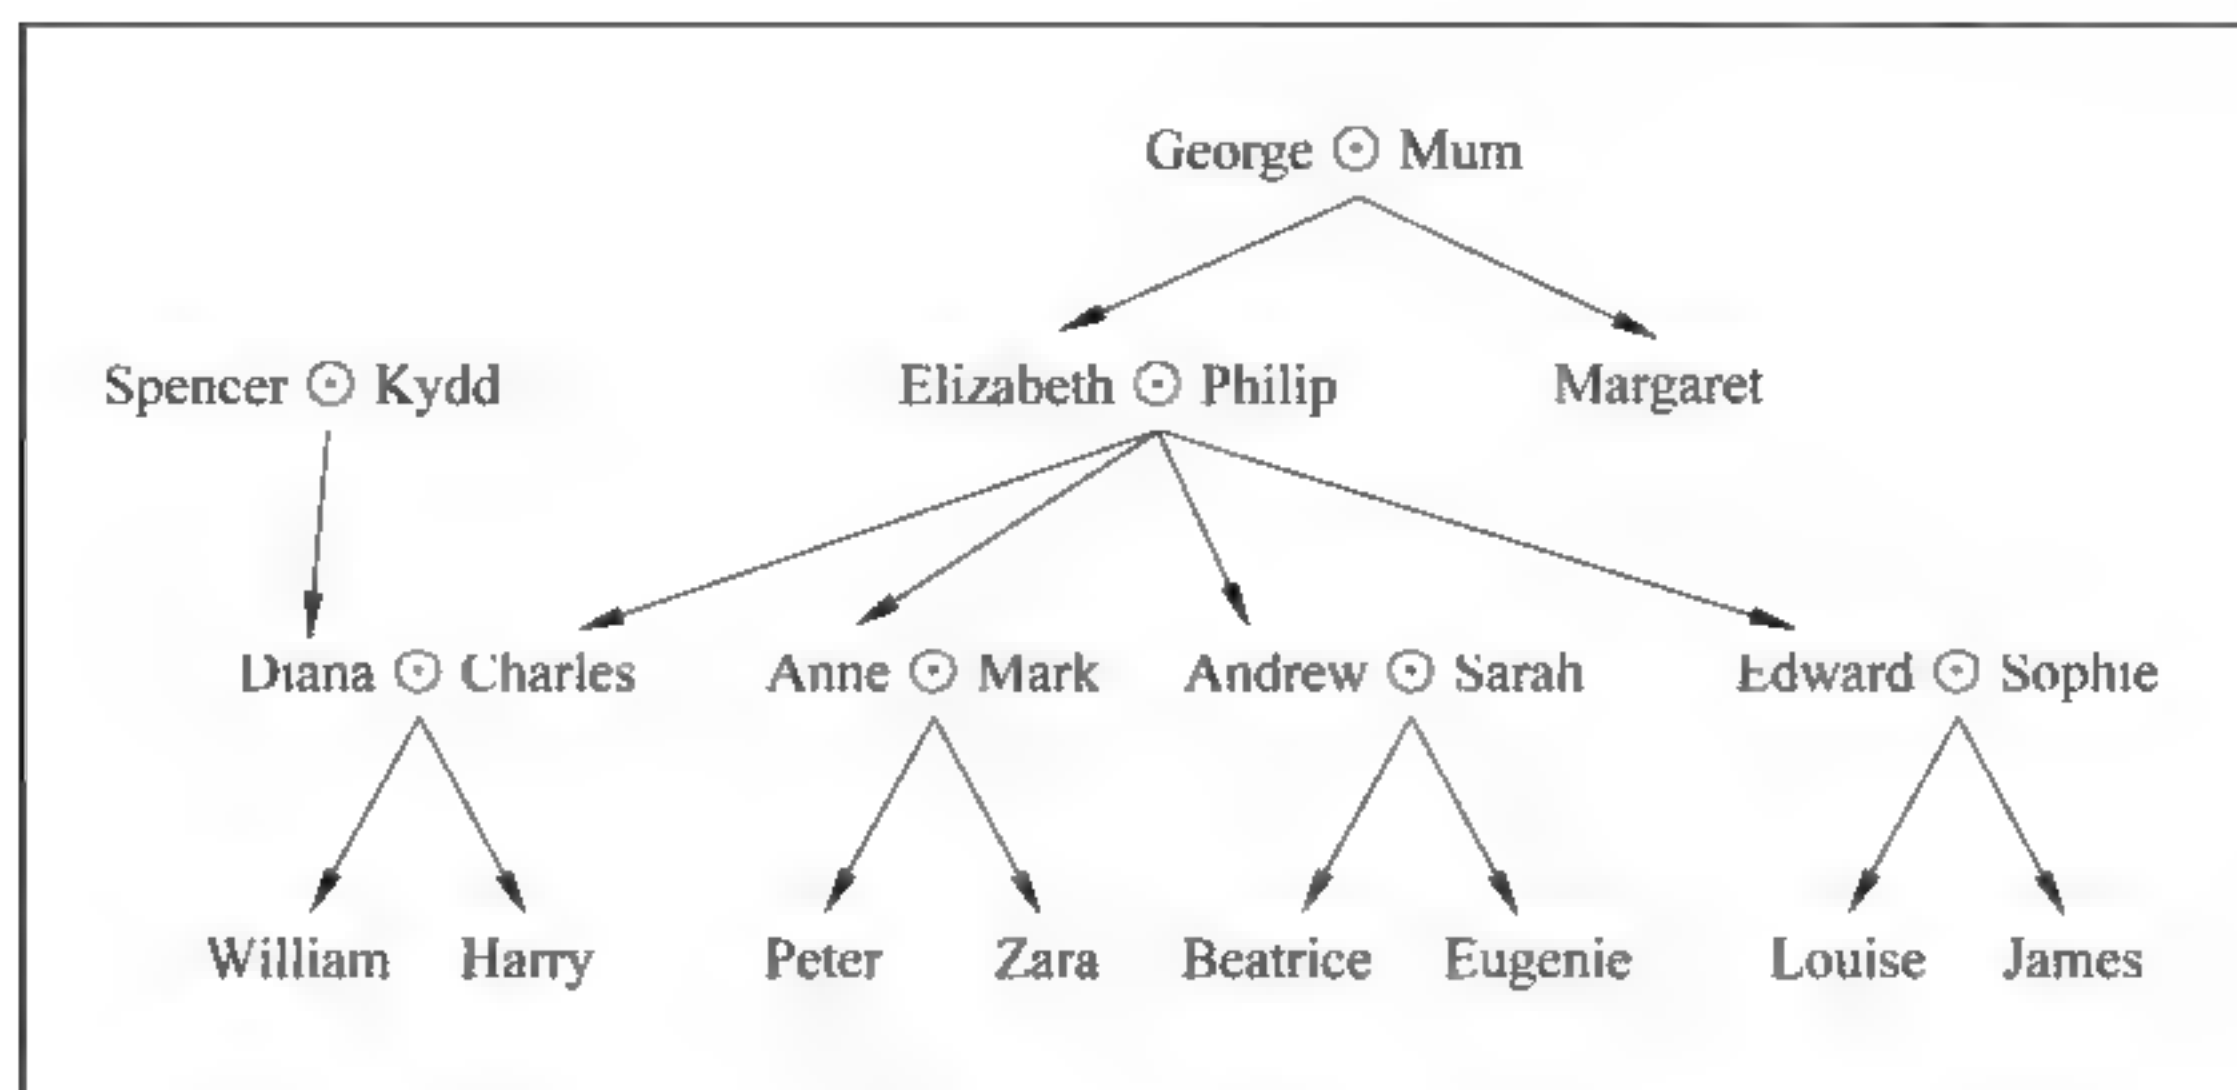 George ⊙ Mum
Spencer ⊙ Kydd Elizabeth ⊙ Philip Margaret
Diana ⊙ Charles Anne ⊙ Mark Andrew ⊙ Sarah Edward ⊙ Sophie
William Harry Peter Zara Beatrice Eugenie Louise James